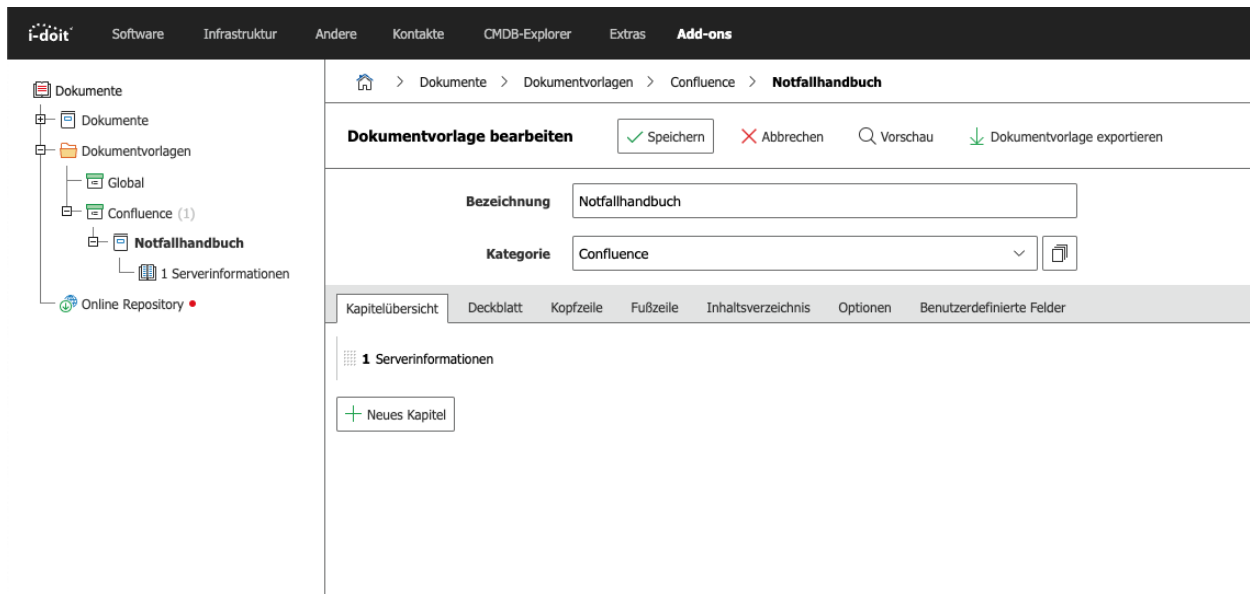 i-doit Software Infrastruktur Andere Kontakte CMDB-Explorer Extras Add-ons
Dokumente
Dokumente
Dokumentvorlagen
Global
Confluence (1)
Notfallhandbuch
1 Serverinformationen
Online Repository
> Dokumente > Dokumentvorlagen > Confluence > Notfallhandbuch
Dokumentvorlage bearbeiten Speichern Abbrechen Vorschau Dokumentvorlage exportieren
Bezeichnung Notfallhandbuch
Kategorie Confluence
Kapitelübersicht Deckblatt Kopfzeile Fußzeile Inhaltsverzeichnis Optionen Benutzerdefinierte Felder
1 Serverinformationen
Neues Kapitel